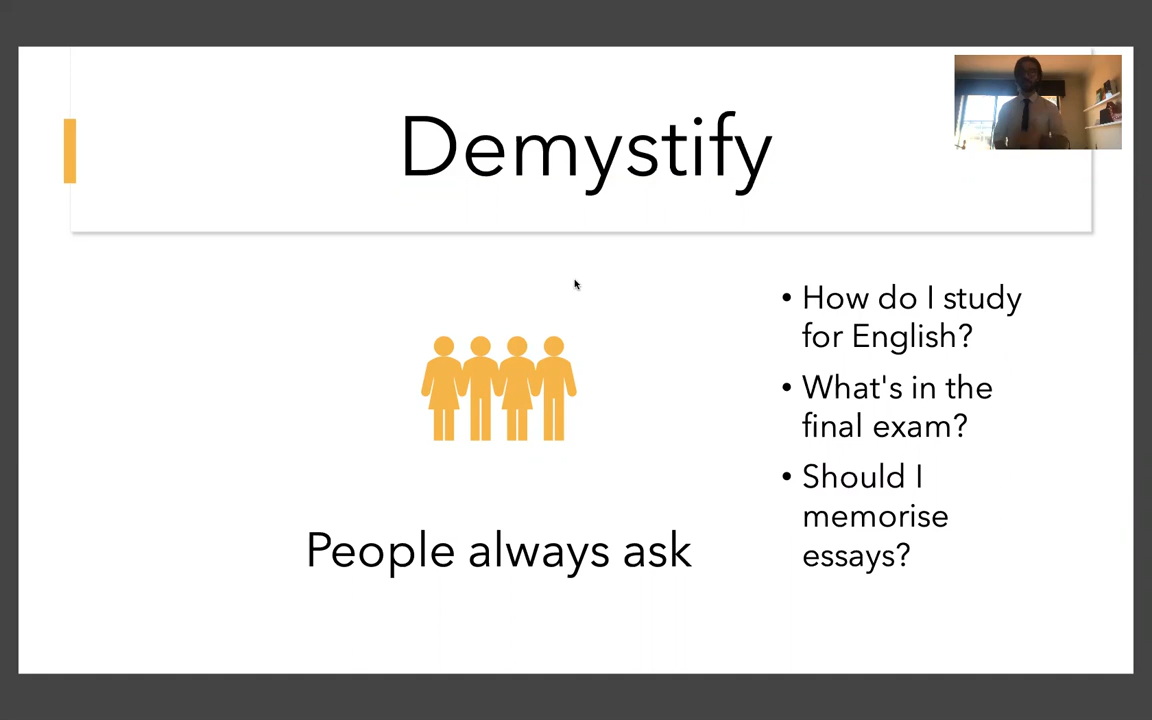 Demystify
People always ask
• How do I study
for English?
• What's in the
final exam?
• Should I
memorise
essays?